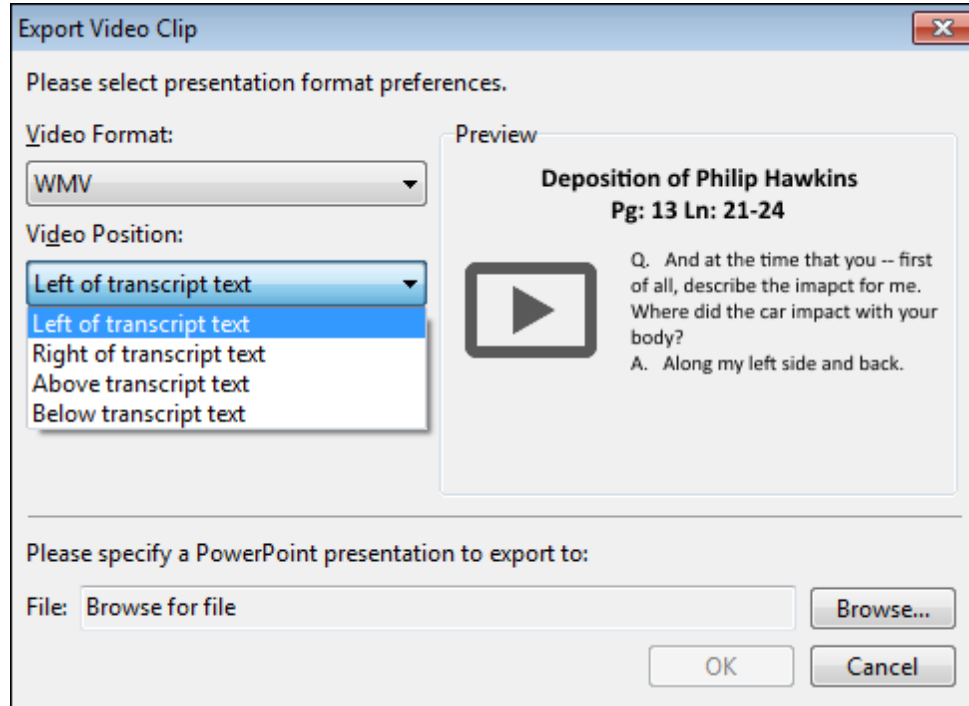 Export Video Clip
Please select presentation format preferences.
Video Format:
WMV
Video Position:
Left of transcript text
Left of transcript text
Right of transcript text
Above transcript text
Below transcript text
Preview
Deposition of Philip Hawkins
Pg: 13 Ln: 21-24
Q. And at the time that you -- first
of all, describe the imapct for me.
Where did the car impact with your
body?
A. Along my left side and back.
Please specify a PowerPoint presentation to export to:
File: Browse for file Browse...
OK Cancel